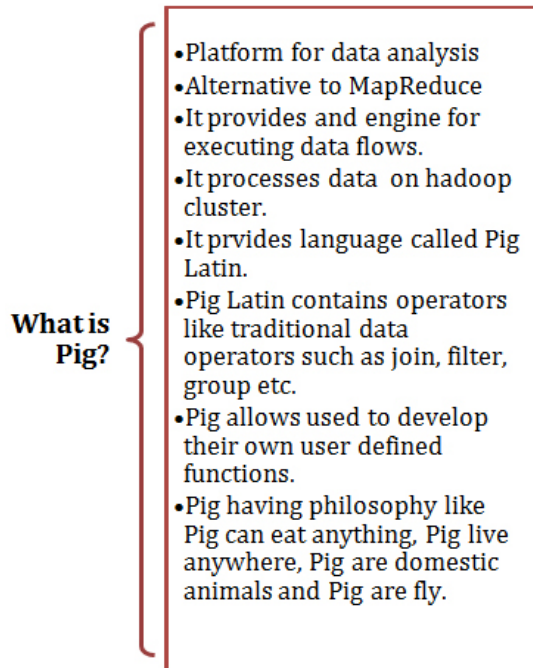 What is
Pig?
•Platform for data analysis
•Alternative to MapReduce
•It provides and engine for
executing data flows.
•It processes data on hadoop
cluster.
•It prvides language called Pig
Latin.
•Pig Latin contains operators
like traditional data
operators such as join, filter,
group etc.
•Pig allows used to develop
their own user defined
functions.
•Pig having philosophy like
Pig can eat anything, Pig live
anywhere, Pig are domestic
animals and Pig are fly.